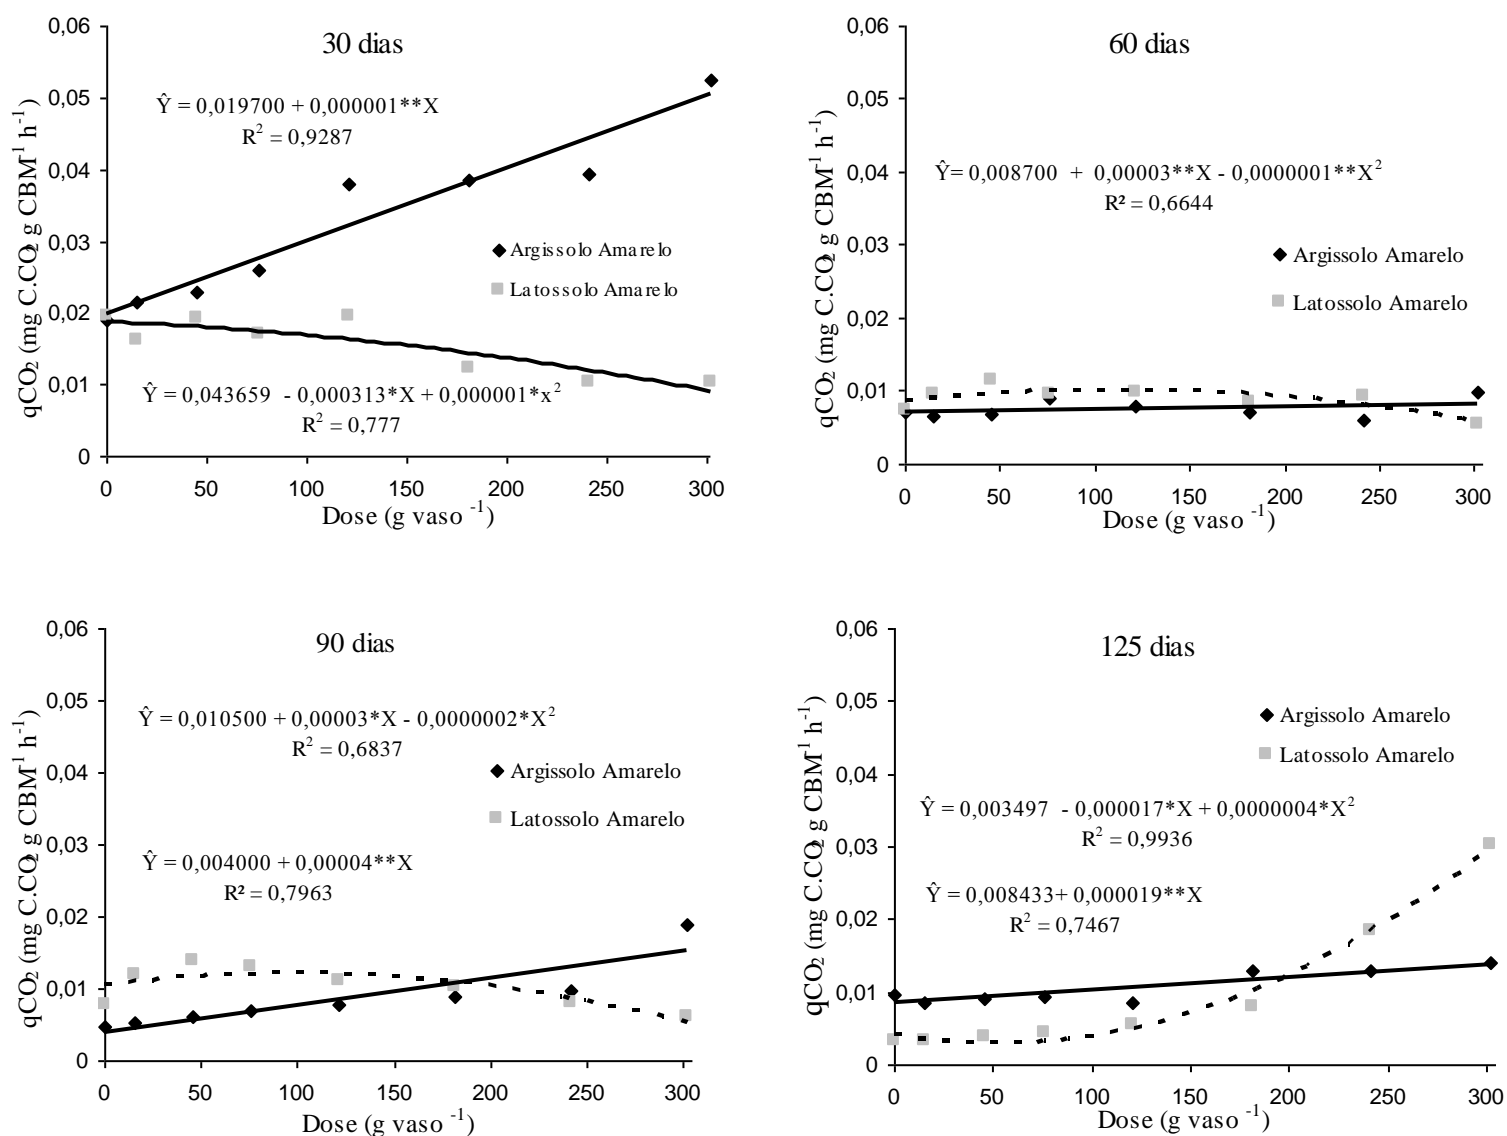 30 dias
0,06
0,05
0,04
0,03
0,02
0,01
0
qCO₂ (mg C.CO₂ g CBM⁻¹ h⁻¹)
Ŷ = 0,019700 + 0,000001**X
R² = 0,9287
Argissolo Amarelo
Latossolo Amarelo
Ŷ = 0,043659 - 0,000313*X + 0,000001*x²
R² = 0,777
0 50 100 150 200 250 300
Dose (g vaso ⁻¹)
60 dias
0,06
0,05
0,04
0,03
0,02
0,01
0
qCO₂ (mg C.CO₂ g CBM⁻¹ h⁻¹)
Ŷ= 0,008700 + 0,00003**X - 0,0000001**X²
R² = 0,6644
Argissolo Amarelo
Latossolo Amarelo
0 50 100 150 200 250 300
Dose (g vaso ⁻¹)
90 dias
0,06
0,05
0,04
0,03
0,02
0,01
0
qCO₂ (mg C.CO₂ g CBM⁻¹ h⁻¹)
Ŷ = 0,010500 + 0,00003*X - 0,0000002*X²
R² = 0,6837
Argissolo Amarelo
Latossolo Amarelo
Ŷ = 0,004000 + 0,00004**X
R² = 0,7963
0 50 100 150 200 250 300
Dose (g vaso ⁻¹)
125 dias
0,06
0,05
0,04
0,03
0,02
0,01
0
qCO₂ (mg C.CO₂ g CBM⁻¹ h⁻¹)
Argissolo Amarelo
Latossolo Amarelo
Ŷ = 0,003497 - 0,000017*X + 0,0000004*X²
R² = 0,9936
Ŷ = 0,008433+ 0,000019**X
R² = 0,7467
0 50 100 150 200 250 300
Dose (g vaso ⁻¹)